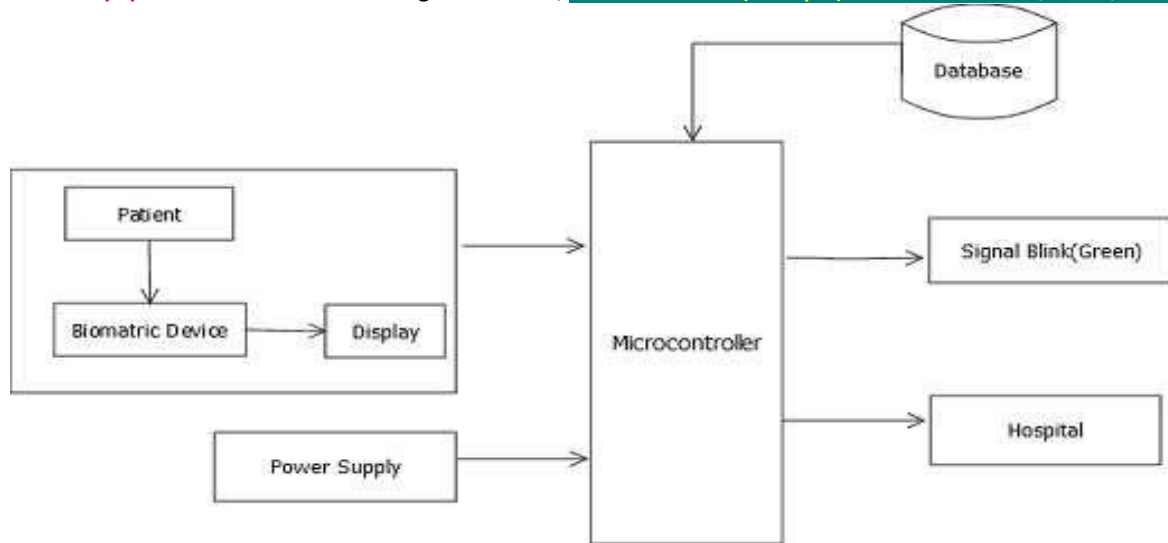 Database
Patient
Signal Blink(Green)
Biomatric Device
Display
Microcontroller
Hospital
Power Supply